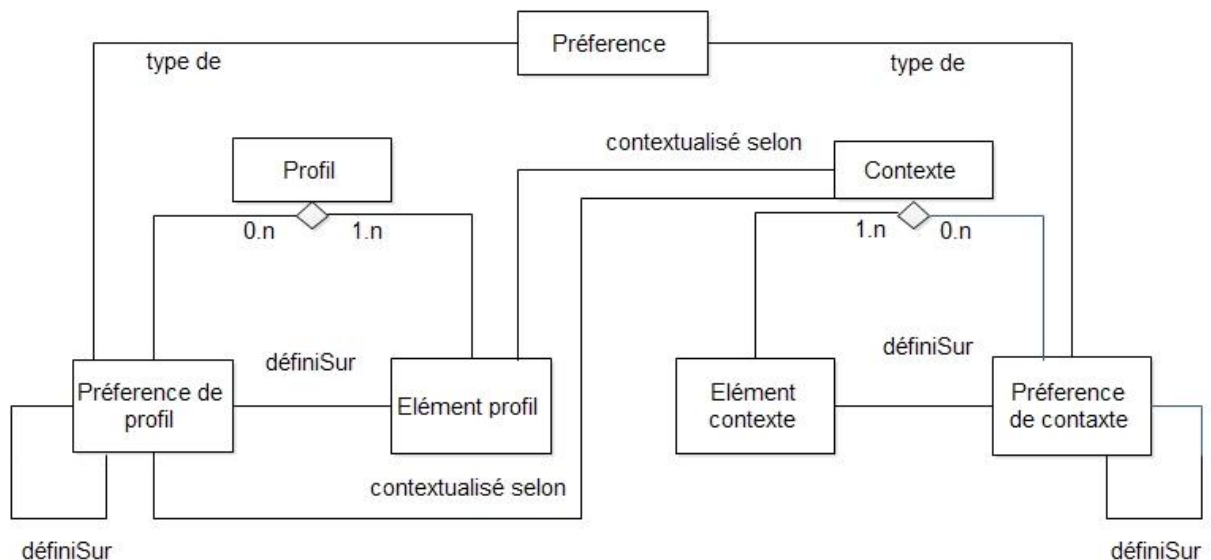 Préference
type de
type de
contextualisé selon
Profil
Contexte
0.n
1.n
1.n
0.n
définiSur
définiSur
Préference de
profil
Elément profil
Elément
contexte
Préference
de contaxte
contextualisé selon
définiSur
définiSur